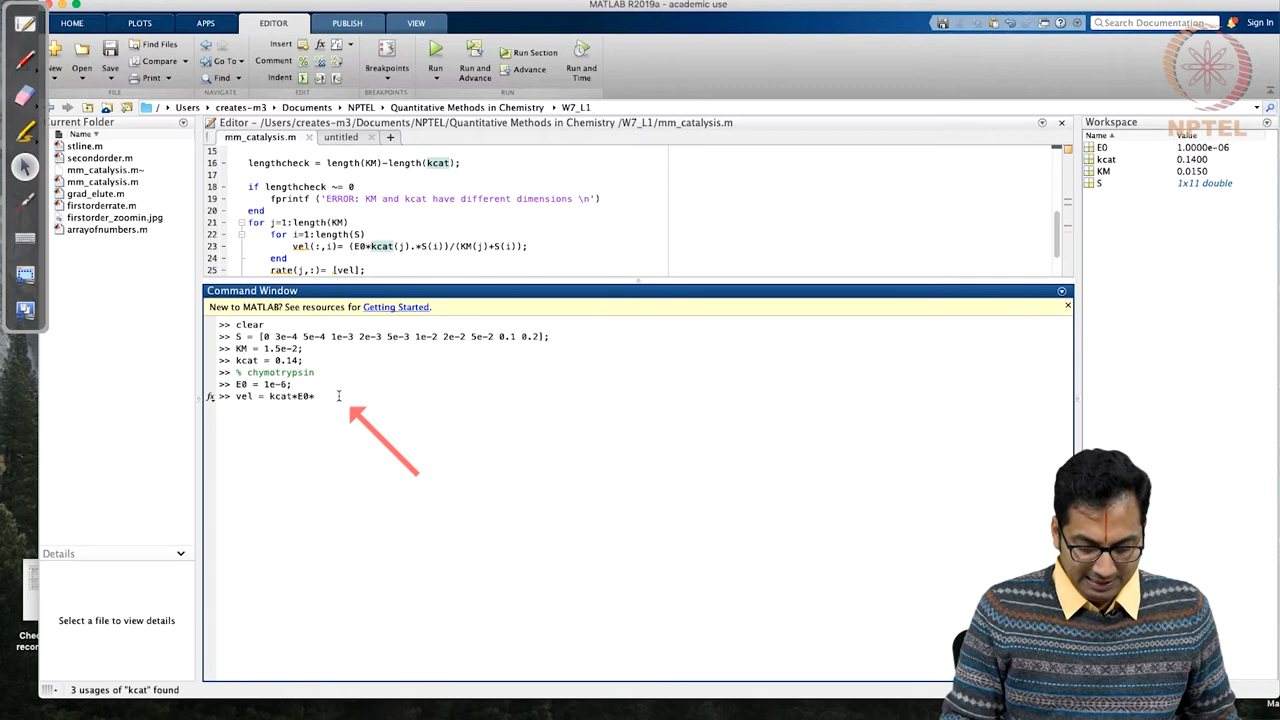 MATLAB R2019a - academic use
HOME PLOTS APPS EDITOR PUBLISH VIEW
Search Documentation Sign In
New Open Save
Find Files
Compare
Print
Go To
Find
Insert
Comment
Indent
Breakpoints
Run
Run and Advance
Run Section
Advance
Run and Time
FILE NAVIGATE EDIT BREAKPOINTS RUN
/ Users Documents NPTEL Quantitative Methods in Chemistry W7_L1
creates-m3
NPTEL
Current Folder
Name
stline.m
secondorder.m
mm_catalysis.m~
mm_catalysis.m
grad_elute.m
firstorderrate.m
firstorder_zoomin.jpg
arrayofnumbers.m
Details
Select a file to view details
Editor - /Users/creates-m3/Documents/NPTEL/Quantitative Methods in Chemistry /W7_L1/mm_catalysis.m
mm_catalysis.m untitled
15
16 lengthcheck = length(KM)-length(kcat);
17
18 if lengthcheck ~= 0
19 fprintf ('ERROR: KM and kcat have different dimensions \n')
20 end
21 for j=1:length(KM)
22 for i=1:length(S)
23 vel(:,i)= (E0*kcat(j).*S(i))/(KM(j)+S(i));
24 end
25 rate(j,:)= [vel];
Command Window
New to MATLAB? See resources for Getting Started.
>> clear
>> S = [0 3e-4 5e-4 1e-3 2e-3 5e-3 1e-2 2e-2 5e-2 0.1 0.2];
>> KM = 1.5e-2;
>> kcat = 0.14;
>> % chymotrypsin
>> E0 = 1e-6;
fx >> vel = kcat*E0*
Workspace
Name Value
E0 1.0000e-06
kcat 0.1400
KM 0.0150
S 1x11 double
3 usages of "kcat" found